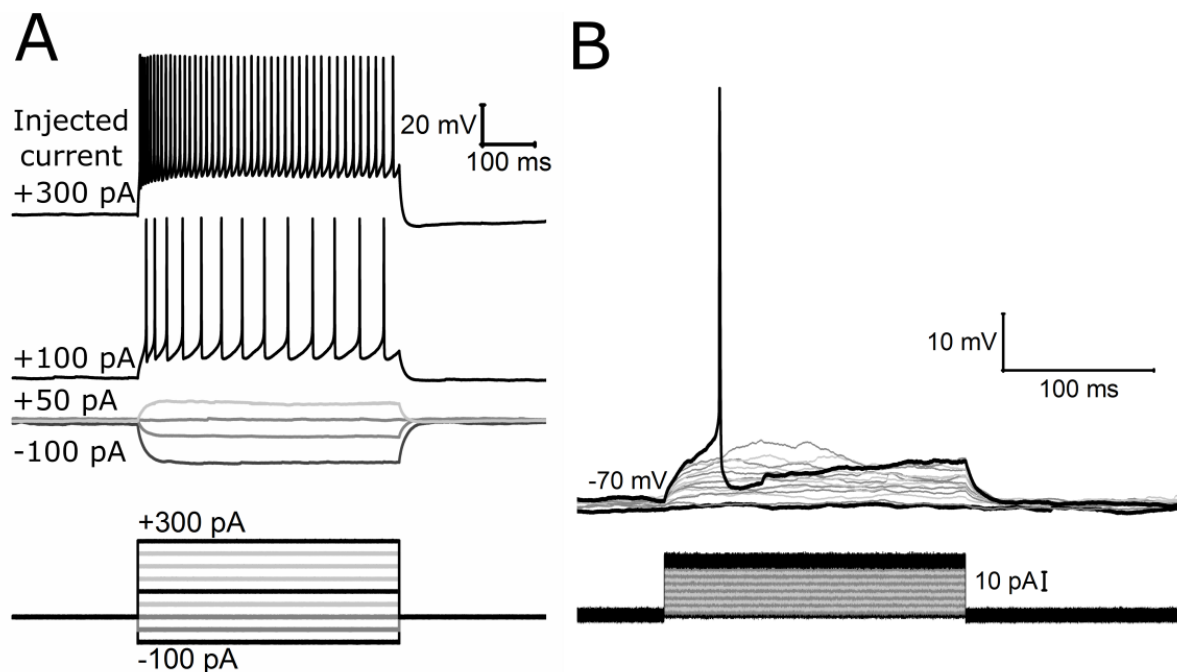 A
Injected
current
+300 pA
20 mV
100 ms
+100 pA
+50 pA
-100 pA
+300 pA
-100 pA
B
10 mV
100 ms
-70 mV
10 pA